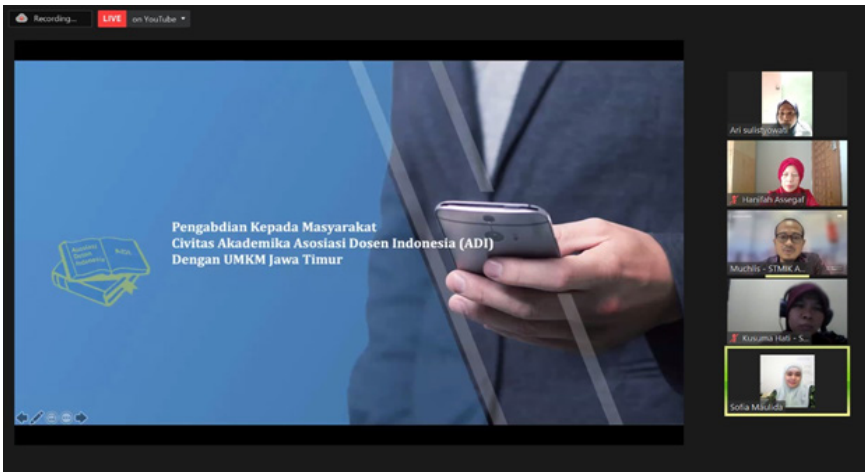 Recording...
LIVE on YouTube
Pengabdian Kepada Masyarakat
Civitas Akademika Asosiasi Dosen Indonesia (ADI)
Dengan UMKM Jawa Timur
Ari sulistyowati
Hanifah Assegaf
Muchlis - STMIK A...
Kusuma Hati - S...
Sofia Maulida